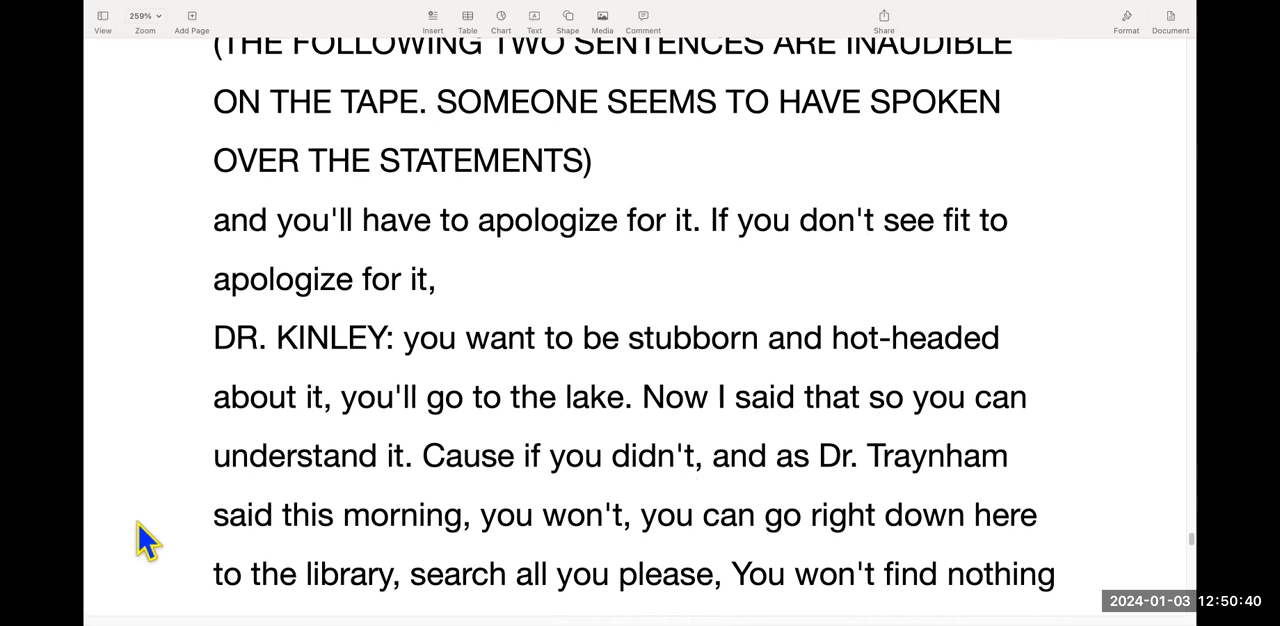 259%
View Zoom Add Page Insert Table Chart Text Shape Media Comment Share Format Document
(THE FOLLOWING TWO SENTENCES ARE INAUDIBLE
ON THE TAPE. SOMEONE SEEMS TO HAVE SPOKEN
OVER THE STATEMENTS)
and you'll have to apologize for it. If you don't see fit to
apologize for it,
DR. KINLEY: you want to be stubborn and hot-headed
about it, you'll go to the lake. Now I said that so you can
understand it. Cause if you didn't, and as Dr. Traynham
said this morning, you won't, you can go right down here
to the library, search all you please, You won't find nothing
2024-01-03 12:50:40